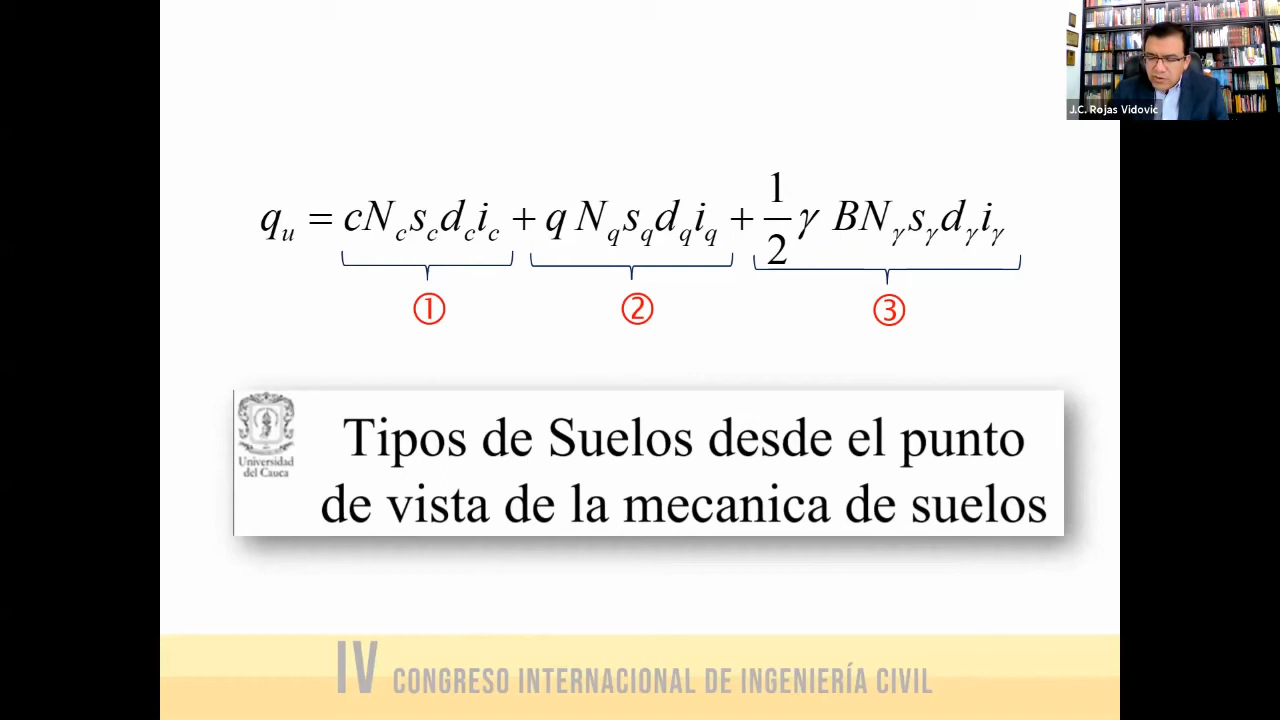 J.C. Rojas Vidovic
q_u = cN_c s_c d_c i_c + q N_q s_q d_q i_q + 1/2 γ BN_γ s_γ d_γ i_γ
① ② ③
Universidad
del Cauca
Tipos de Suelos desde el punto
de vista de la mecanica de suelos
IV CONGRESO INTERNACIONAL DE INGENIERÍA CIVIL